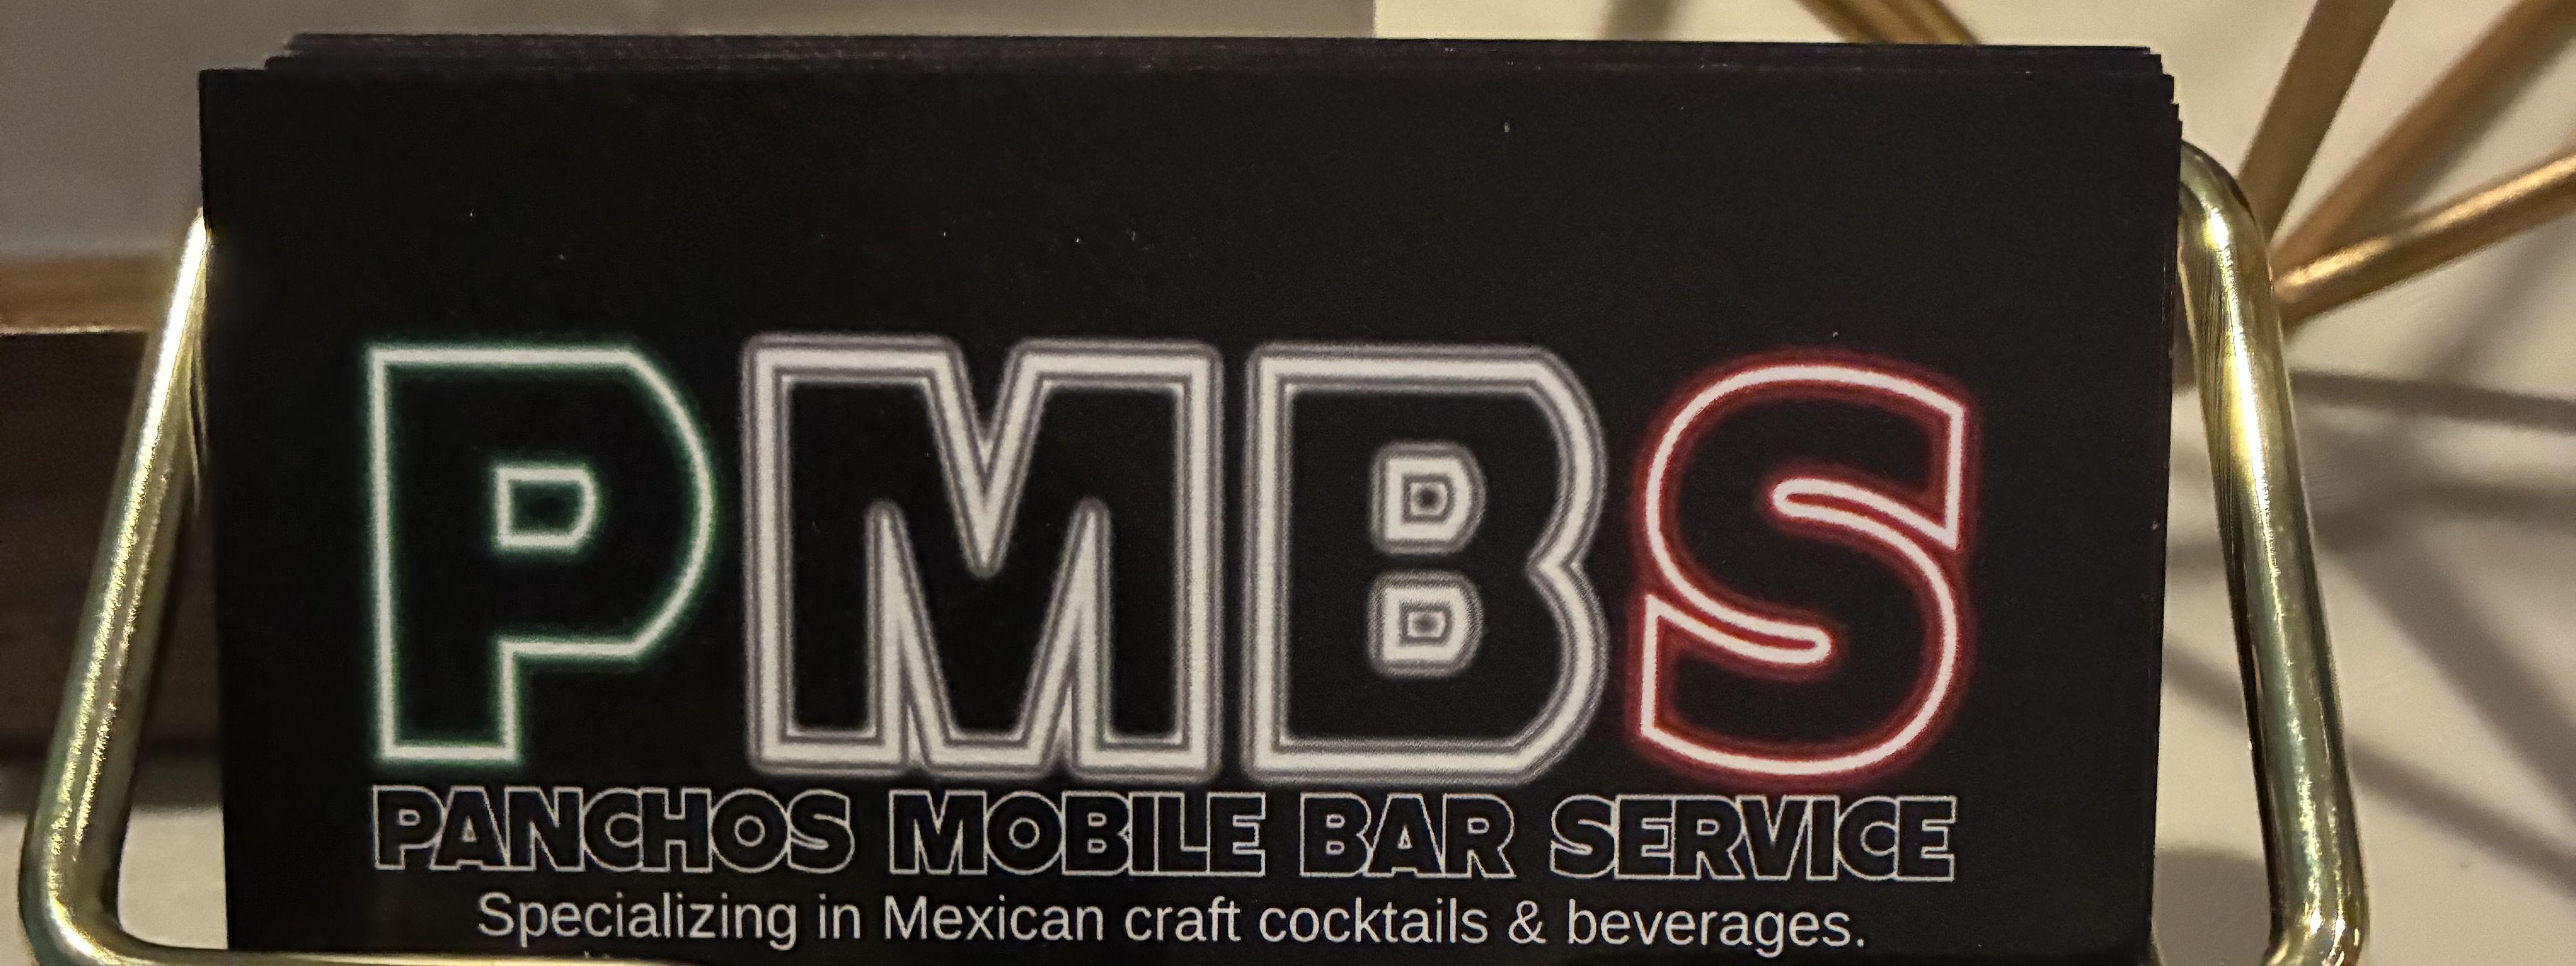 PMBS
PANCHOS MOBILE BAR SERVICE
Specializing in Mexican craft cocktails & beverages.